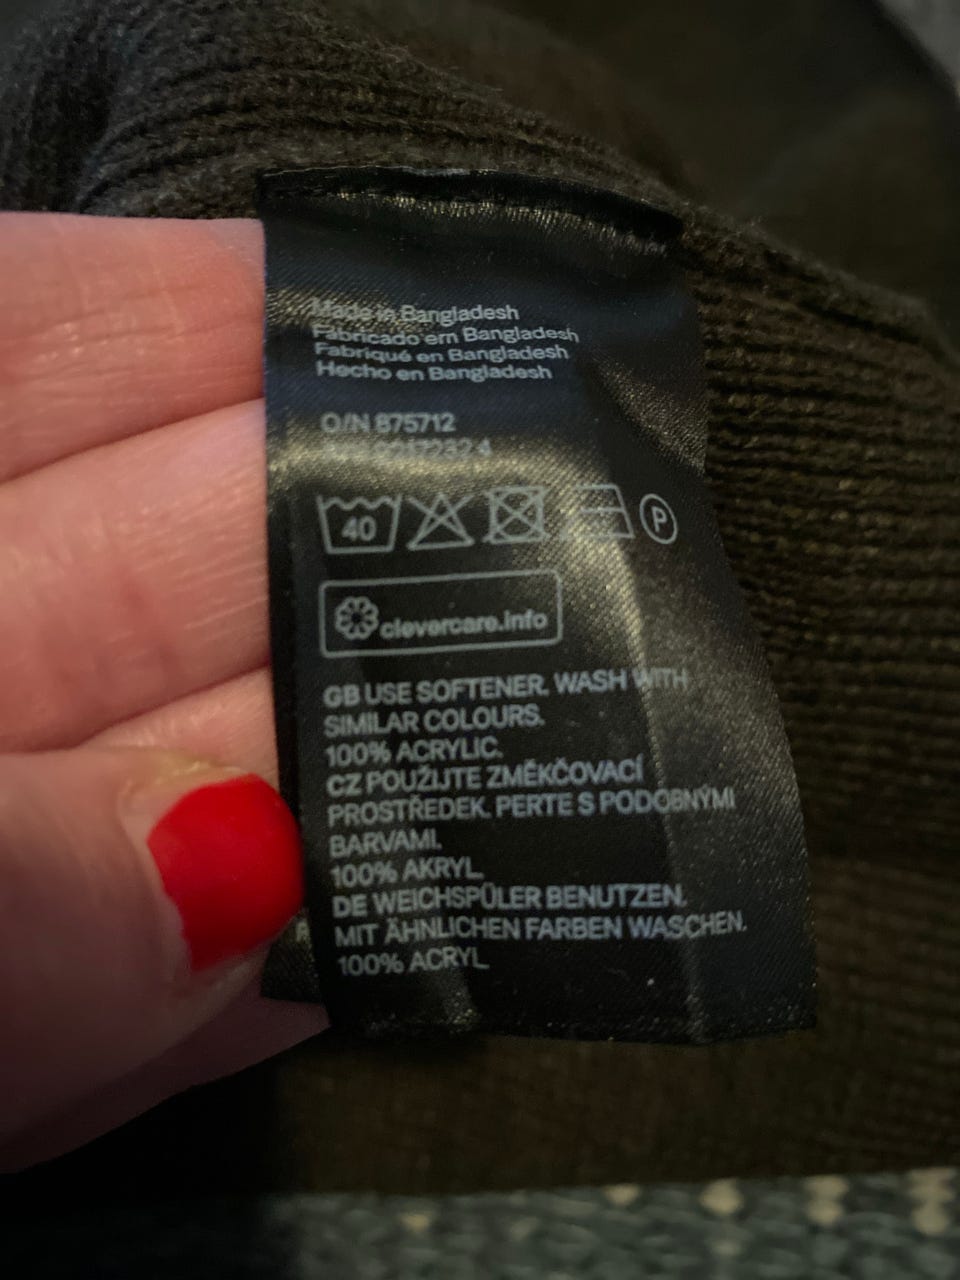 Made in Bangladesh
Fabricado em Bangladesh
Fabriqué en Bangladesh
Hecho en Bangladesh
O/N 875712
40
P
clevercare.info
GB USE SOFTENER. WASH WITH
SIMILAR COLOURS.
100% ACRYLIC.
CZ POUŽIJTE ZMĚKČOVACÍ
PROSTŘEDEK. PERTE S PODOBNÝMI
BARVAMI.
100% AKRYL
DE WEICHSPÜLER BENUTZEN.
MIT ÄHNLICHEN FARBEN WASCHEN.
100% ACRYL